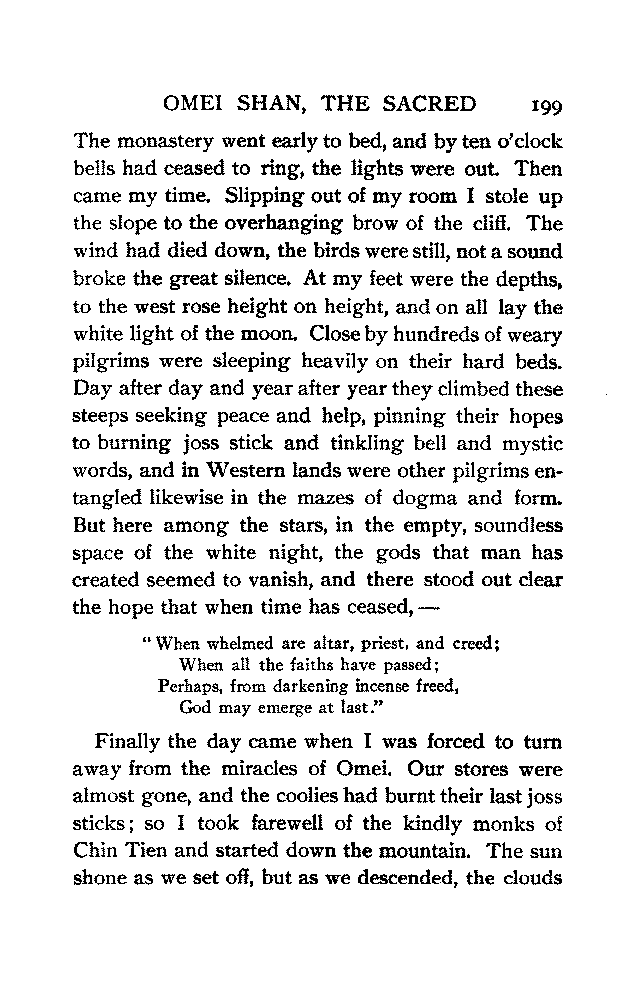 OMEI SHAN, THE SACRED 199
The monastery went early to bed, and by ten o'clock
bells had ceased to ring, the lights were out. Then
came my time. Slipping out of my room I stole up
the slope to the overhanging brow of the cliff. The
wind had died down, the birds were still, not a sound
broke the great silence. At my feet were the depths,
to the west rose height on height, and on all lay the
white light of the moon. Close by hundreds of weary
pilgrims were sleeping heavily on their hard beds.
Day after day and year after year they climbed these
steeps seeking peace and help, pinning their hopes
to burning joss stick and tinkling bell and mystic
words, and in Western lands were other pilgrims en-
tangled likewise in the mazes of dogma and form.
But here among the stars, in the empty, soundless
space of the white night, the gods that man has
created seemed to vanish, and there stood out clear
the hope that when time has ceased, —
"When whelmed are altar, priest, and creed;
When all the faiths have passed;
Perhaps, from darkening incense freed,
God may emerge at last."
Finally the day came when I was forced to turn
away from the miracles of Omei. Our stores were
almost gone, and the coolies had burnt their last joss
sticks; so I took farewell of the kindly monks of
Chin Tien and started down the mountain. The sun
shone as we set off, but as we descended, the clouds